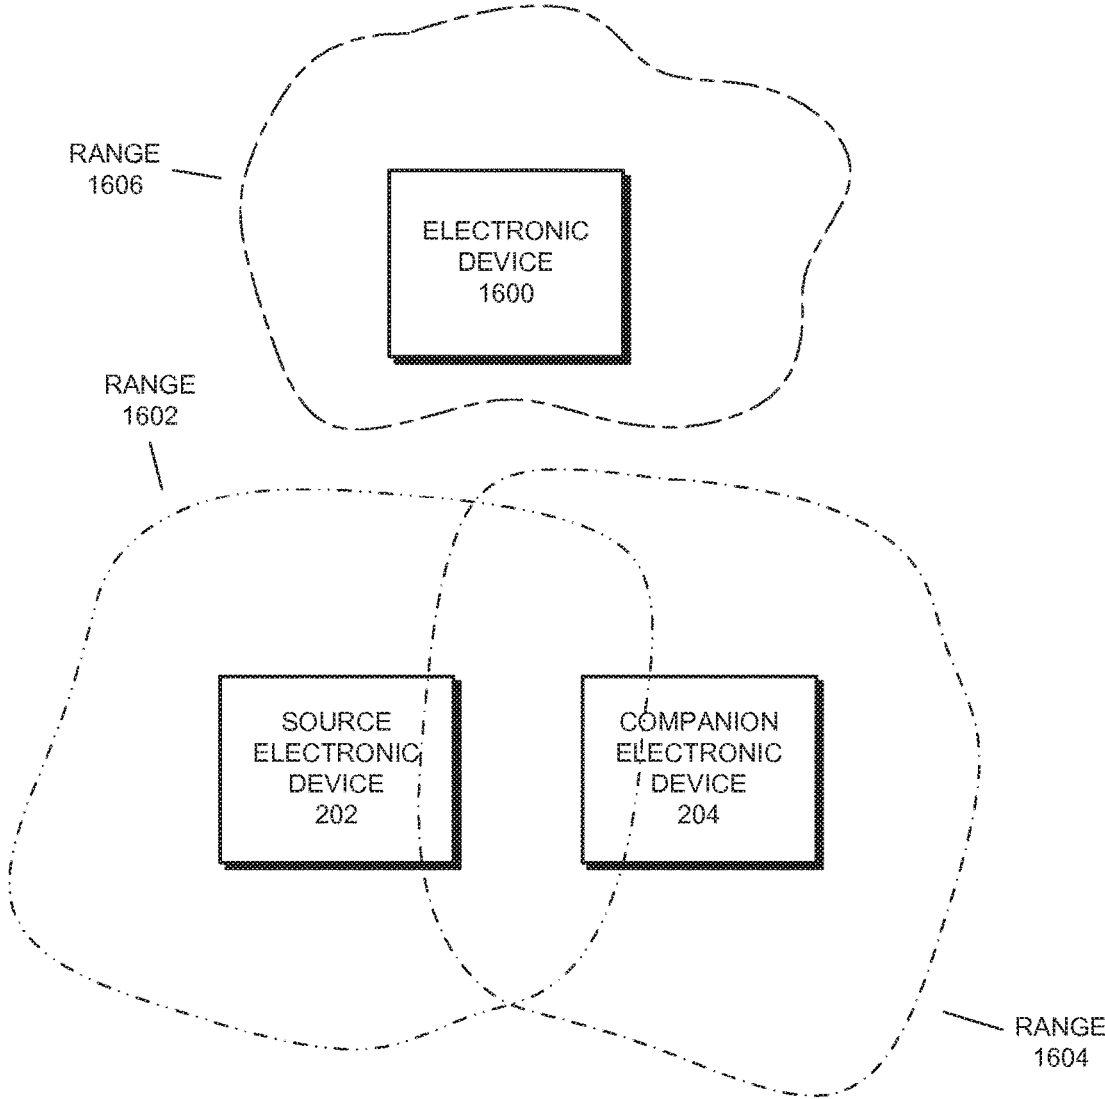 RANGE
1606
ELECTRONIC
DEVICE
1600
RANGE
1602
SOURCE
ELECTRONIC
DEVICE
202
COMPANION
ELECTRONIC
DEVICE
204
RANGE
1604